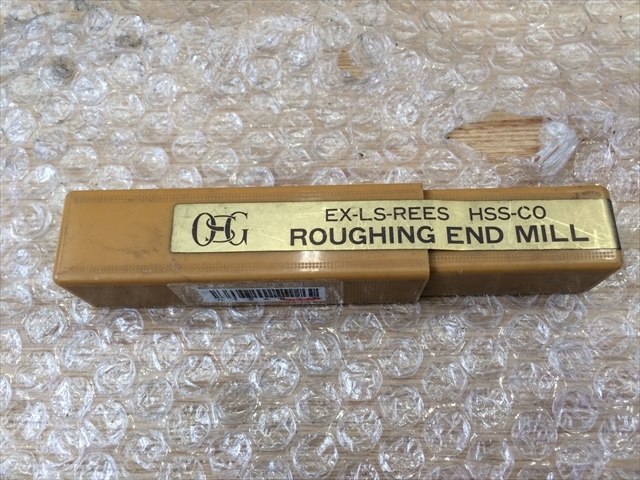 OSG
EX-LS-REES HSS-CO
ROUGHING END MILL